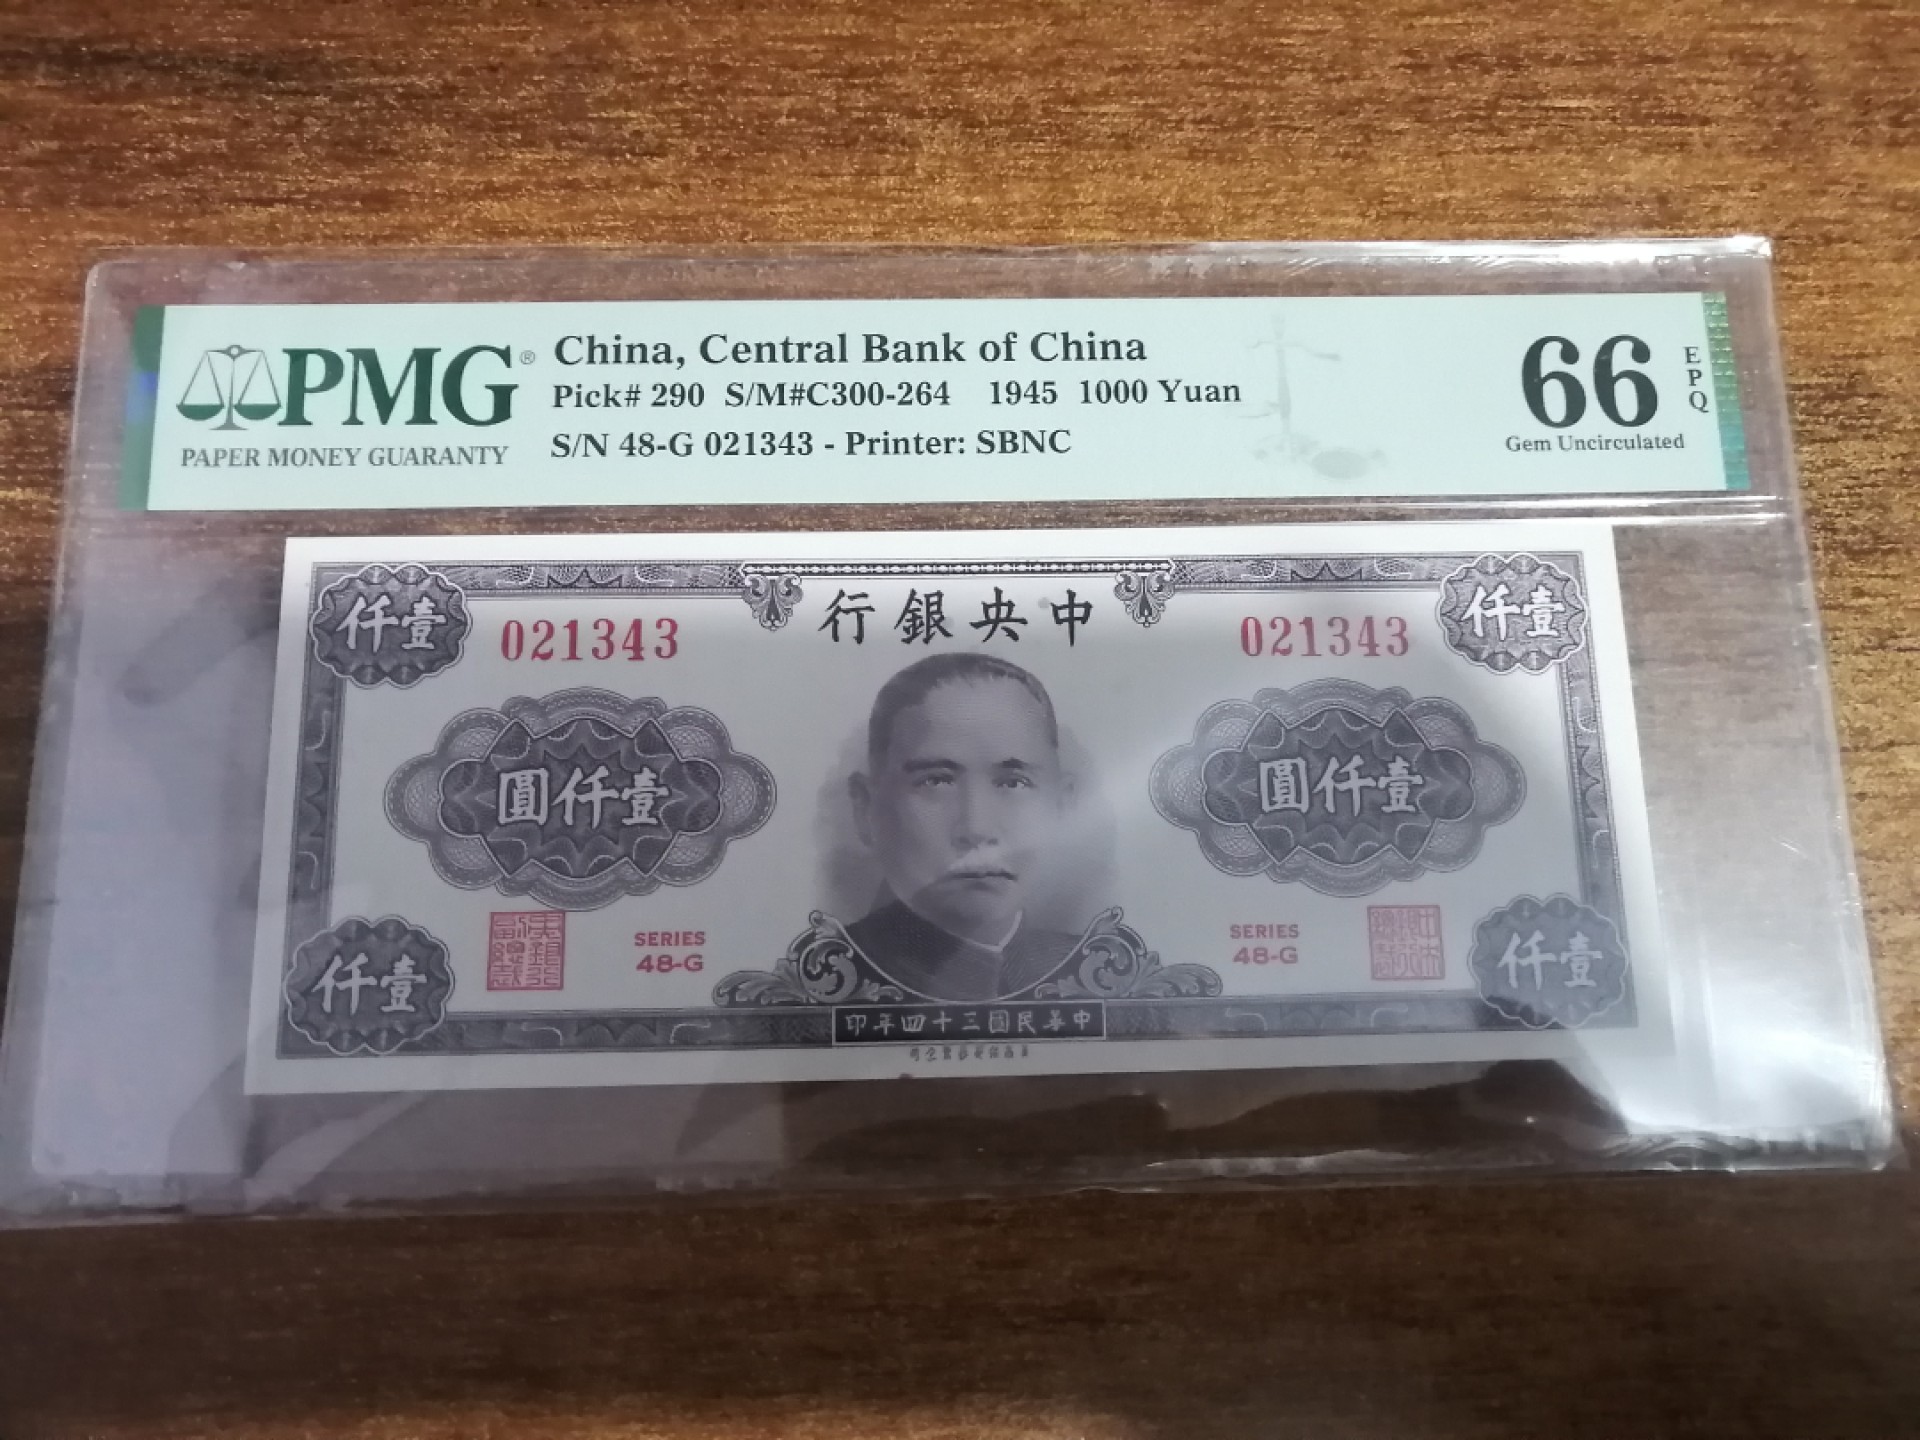 PMG®
PAPER MONEY GUARANTY
China, Central Bank of China
Pick# 290 S/M#C300-264 1945 1000 Yuan
S/N 48-G 021343 - Printer: SBNC
66
EPQ
Gem Uncirculated
行銀央中
仟壹
仟壹
021343
021343
圓仟壹
圓仟壹
SERIES
48-G
SERIES
48-G
仟壹
仟壹
印年四十三國民華中